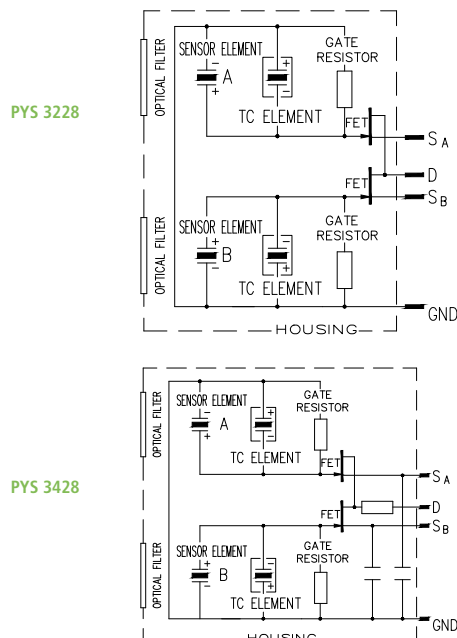 PYS 3228
OPTICAL FILTER
SENSOR ELEMENT
A
TC ELEMENT
GATE
RESISTOR
FET
SA
D
FET
SB
OPTICAL FILTER
SENSOR ELEMENT
B
TC ELEMENT
GATE
RESISTOR
GND
HOUSING
PYS 3428
OPTICAL FILTER
SENSOR ELEMENT
A
TC ELEMENT
GATE
RESISTOR
FET
SA
D
FET
SB
OPTICAL FILTER
SENSOR ELEMENT
B
TC ELEMENT
GATE
RESISTOR
GND
HOUSING